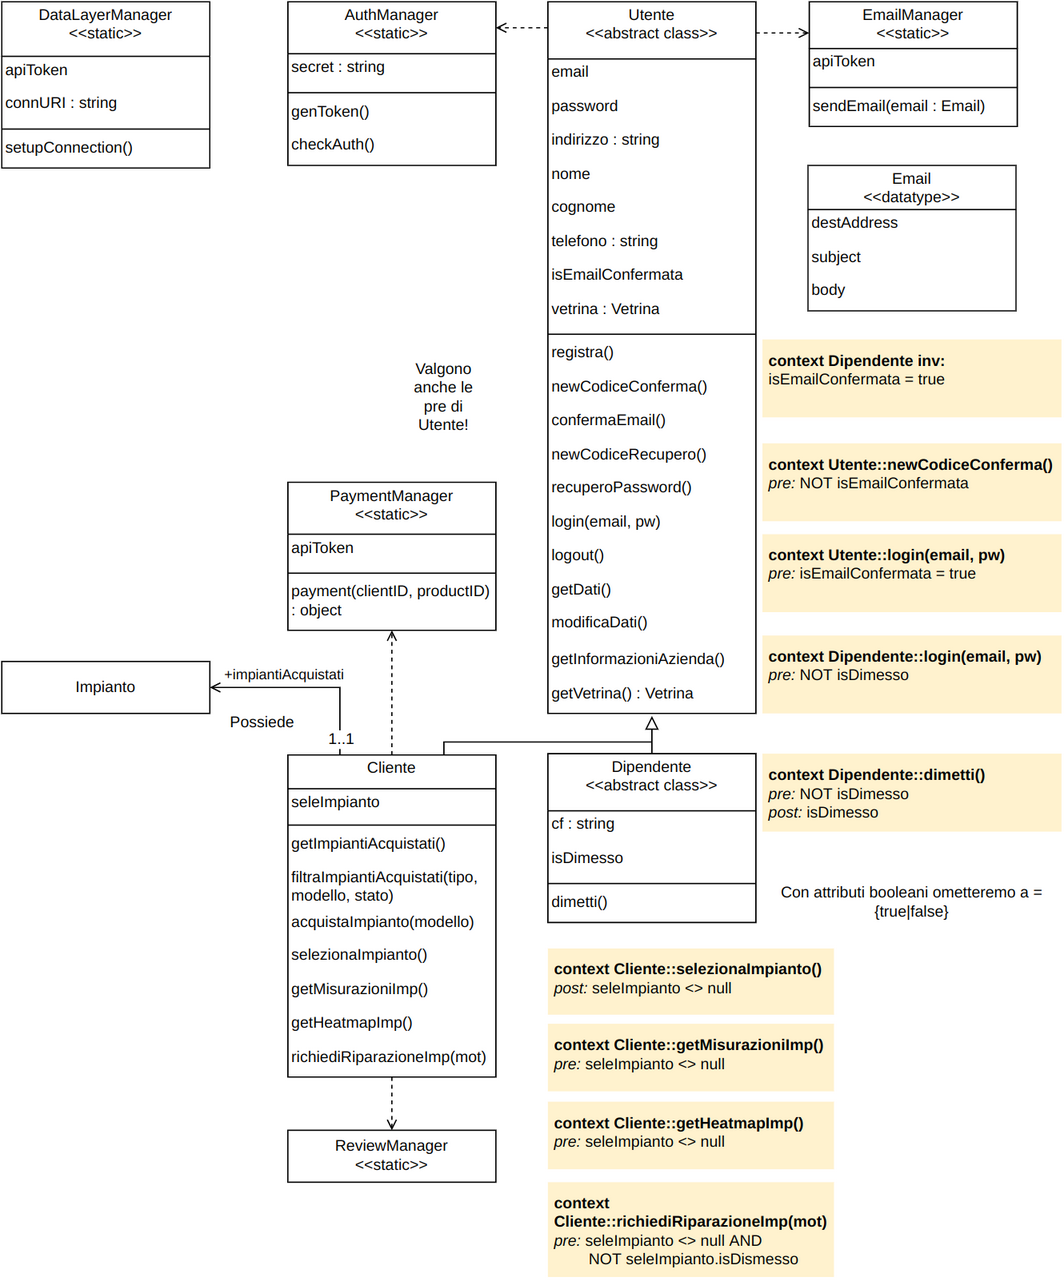 DataLayerManager
<<static>>
apiToken
connURI : string
setupConnection()
AuthManager
<<static>>
secret : string
genToken()
checkAuth()
Utente
<<abstract class>>
email
password
indirizzo : string
nome
cognome
telefono : string
isEmailConfermata
vetrina : Vetrina
registra()
newCodiceConferma()
confermaEmail()
newCodiceRecupero()
recuperoPassword()
login(email, pw)
logout()
getDati()
modificaDati()
getInformazioniAzienda()
getVetrina() : Vetrina
EmailManager
<<static>>
apiToken
sendEmail(email : Email)
Email
<<datatype>>
destAddress
subject
body
context Dipendente inv:
isEmailConfermata = true
context Utente::newCodiceConferma()
pre: NOT isEmailConfermata
context Utente::login(email, pw)
pre: isEmailConfermata = true
context Dipendente::login(email, pw)
pre: NOT isDimesso
Valgono
anche le
pre di
Utente!
PaymentManager
<<static>>
apiToken
payment(clientID, productID)
: object
Impianto
+impiantiAcquistati
Possiede
1..1
Cliente
seleImpianto
getImpiantiAcquistati()
filtraImpiantiAcquistati(tipo,
modello, stato)
acquistaImpianto(modello)
selezionaImpianto()
getMisurazioniImp()
getHeatmapImp()
richiediRiparazioneImp(mot)
Dipendente
<<abstract class>>
cf : string
isDimesso
dimetti()
context Dipendente::dimetti()
pre: NOT isDimesso
post: isDimesso
Con attributi booleani ometteremo a =
{true|false}
context Cliente::selezionaImpianto()
post: seleImpianto <> null
context Cliente::getMisurazioniImp()
pre: seleImpianto <> null
context Cliente::getHeatmapImp()
pre: seleImpianto <> null
context
Cliente::richiediRiparazioneImp(mot)
pre: seleImpianto <> null AND
NOT seleImpianto.isDismesso
ReviewManager
<<static>>